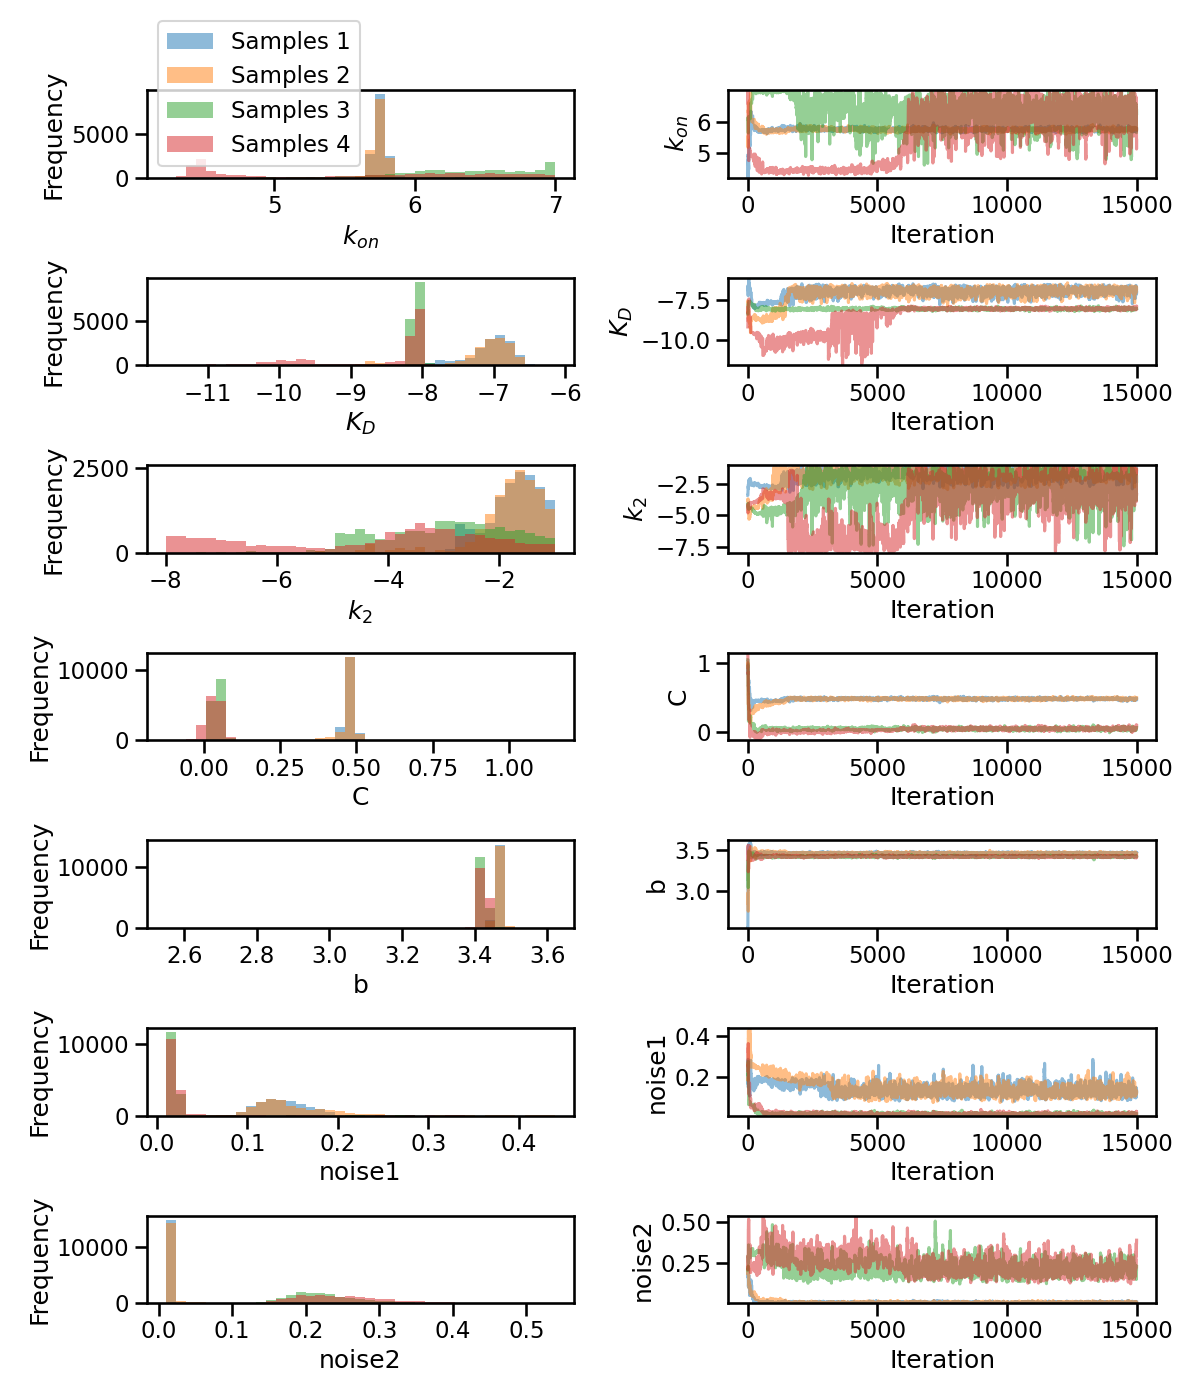 Samples 1
Samples 2
Samples 3
Samples 4
Frequency
5000
0
5 6 7
k_on
k_on
6
5
0 5000 10000 15000
Iteration
Frequency
5000
0
−11 −10 −9 −8 −7 −6
K_D
K_D
−7.5
−10.0
0 5000 10000 15000
Iteration
Frequency
2500
0
−8 −6 −4 −2
k_2
k_2
−2.5
−5.0
−7.5
0 5000 10000 15000
Iteration
Frequency
10000
0
0.00 0.25 0.50 0.75 1.00
C
C
1
0
0 5000 10000 15000
Iteration
Frequency
10000
0
2.6 2.8 3.0 3.2 3.4 3.6
b
b
3.5
3.0
0 5000 10000 15000
Iteration
Frequency
10000
0
0.0 0.1 0.2 0.3 0.4
noise1
noise1
0.4
0.2
0 5000 10000 15000
Iteration
Frequency
10000
0
0.0 0.1 0.2 0.3 0.4 0.5
noise2
noise2
0.50
0.25
0 5000 10000 15000
Iteration